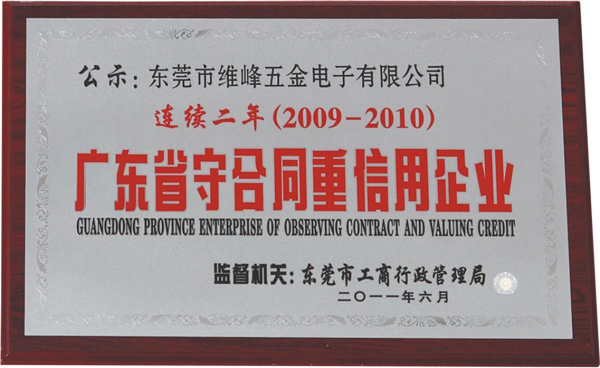 公示：东莞市维峰五金电子有限公司
连续二年(2009-2010)
广东省守合同重信用企业
GUANGDONG PROVINCE ENTERPRISE OF OBSERVING CONTRACT AND VALUING CREDIT
监督机关：东莞市工商行政管理局
二〇一一年六月